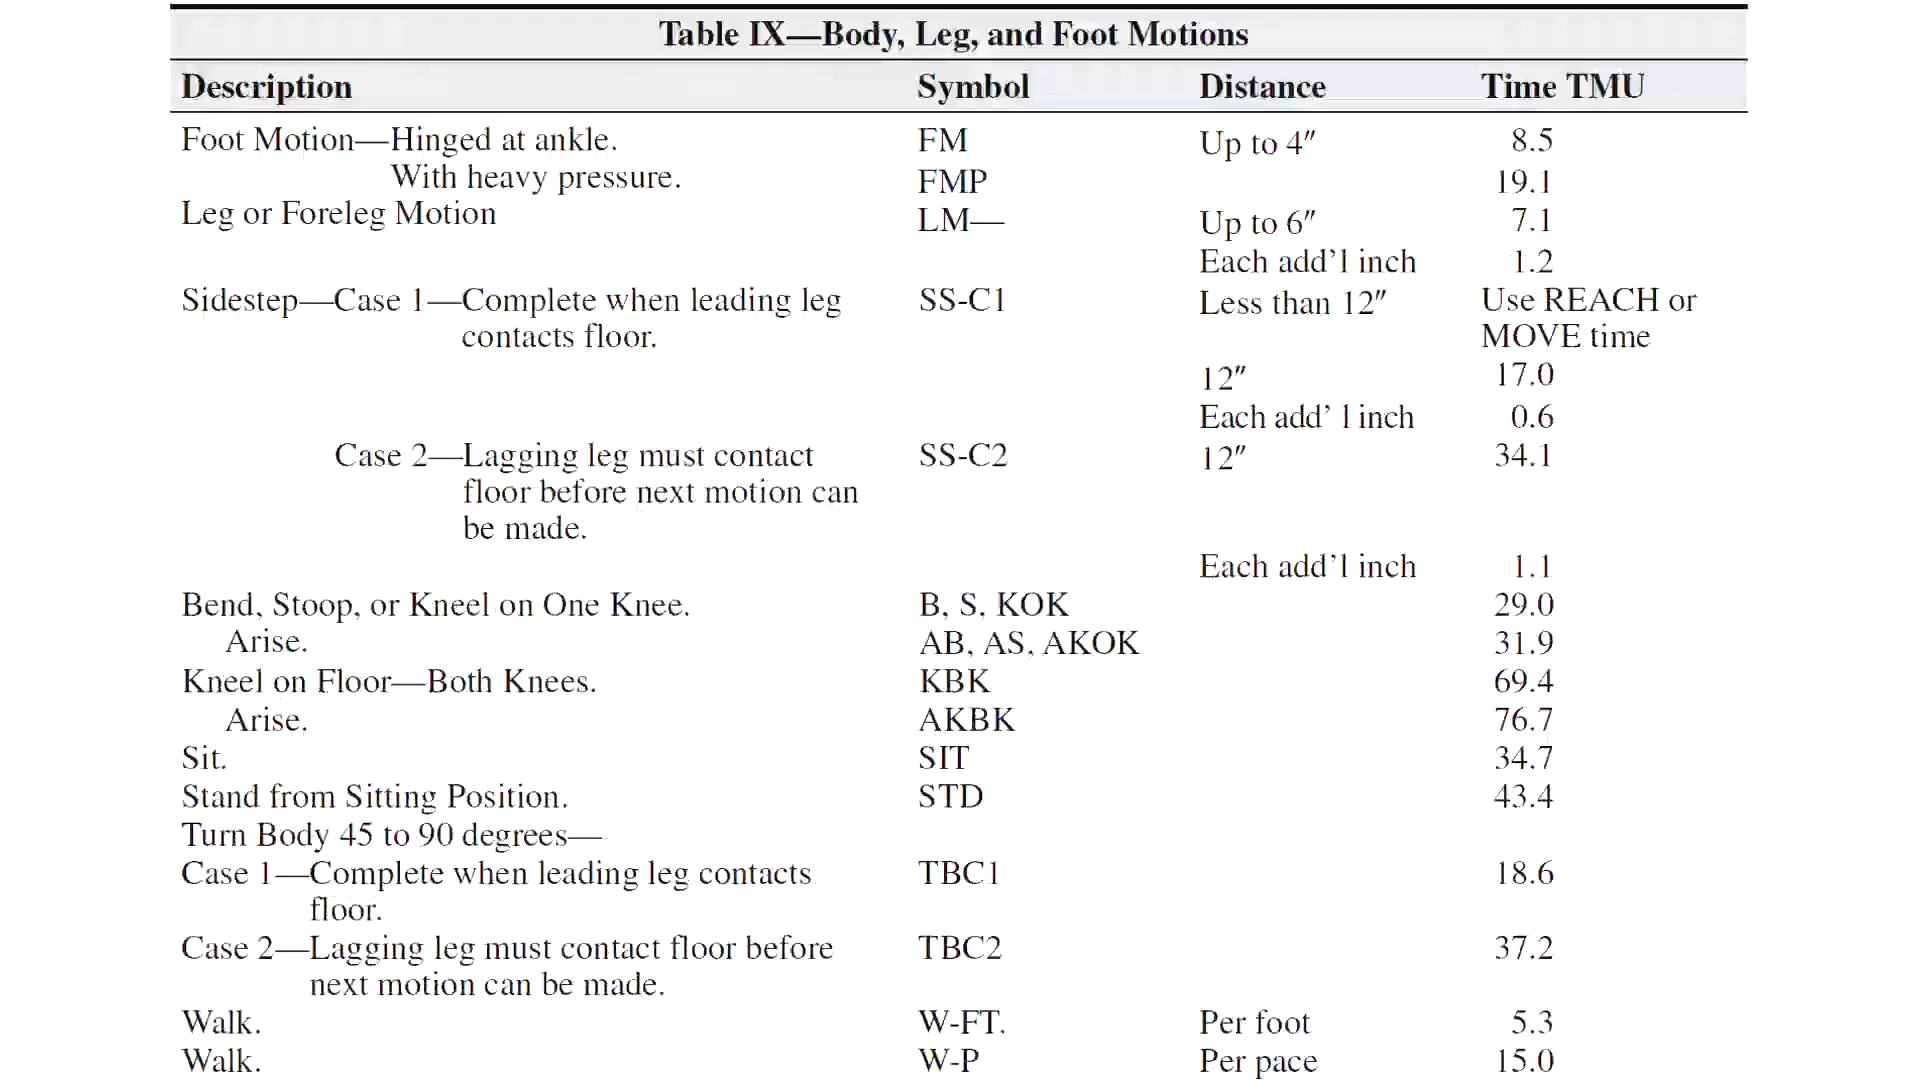 Table IX—Body, Leg, and Foot Motions
Description Symbol Distance Time TMU
Foot Motion—Hinged at ankle. FM Up to 4″ 8.5
With heavy pressure. FMP 19.1
Leg or Foreleg Motion LM— Up to 6″ 7.1
Each add’l inch 1.2
Sidestep—Case 1—Complete when leading leg SS-C1 Less than 12″ Use REACH or
contacts floor. MOVE time
12″ 17.0
Each add’ l inch 0.6
Case 2—Lagging leg must contact SS-C2 12″ 34.1
floor before next motion can
be made.
Each add’l inch 1.1
Bend, Stoop, or Kneel on One Knee. B, S, KOK 29.0
Arise. AB, AS, AKOK 31.9
Kneel on Floor—Both Knees. KBK 69.4
Arise. AKBK 76.7
Sit. SIT 34.7
Stand from Sitting Position. STD 43.4
Turn Body 45 to 90 degrees—
Case 1—Complete when leading leg contacts TBC1 18.6
floor.
Case 2—Lagging leg must contact floor before TBC2 37.2
next motion can be made.
Walk. W-FT. Per foot 5.3
Walk. W-P Per pace 15.0